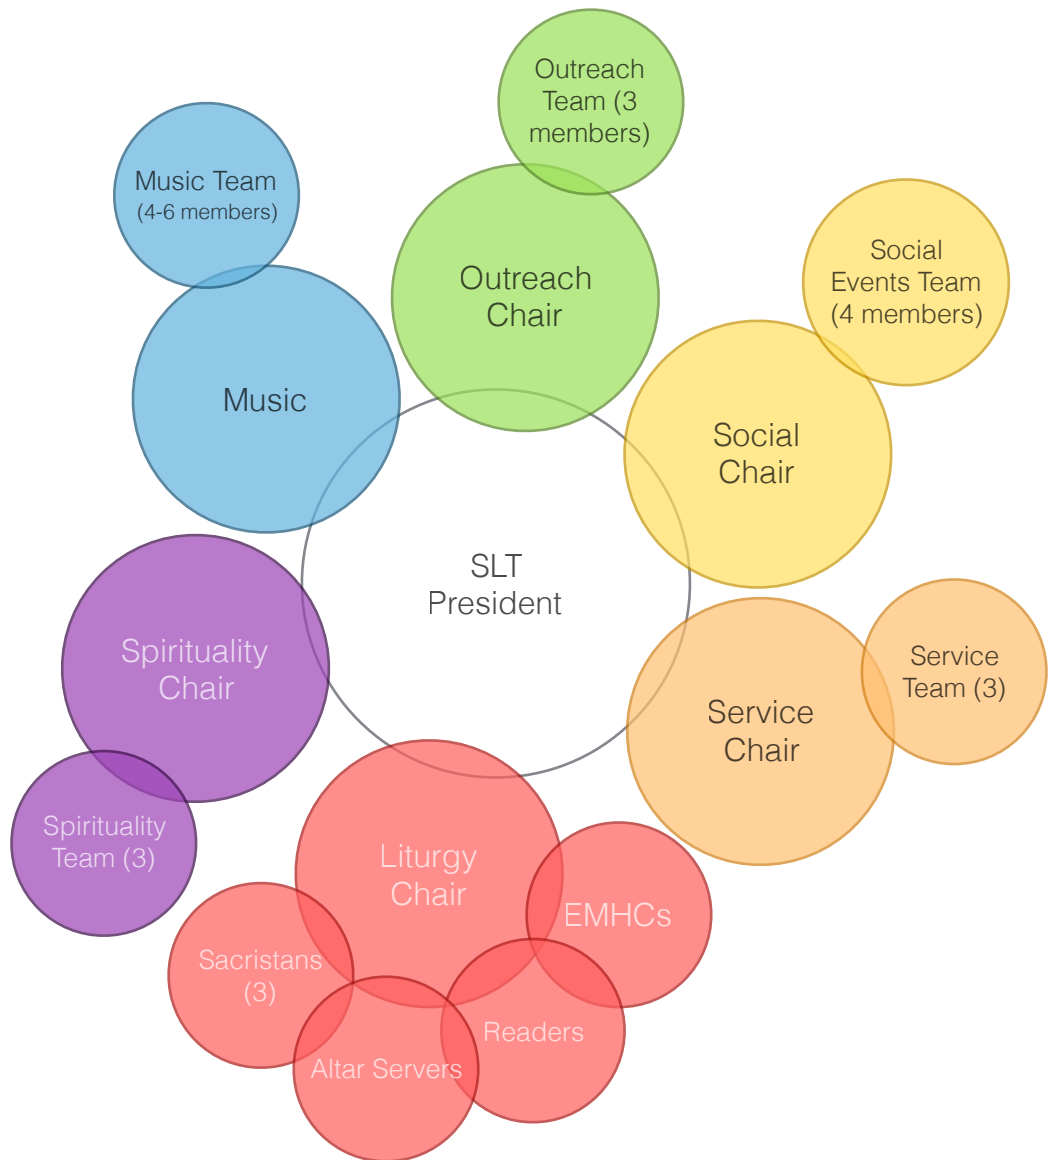 Outreach
Team (3
members)
Music Team
(4-6 members)
Outreach
Chair
Social
Events Team
(4 members)
Music
Social
Chair
SLT
President
Spirituality
Chair
Service
Team (3)
Service
Chair
Spirituality
Team (3)
Liturgy
Chair
EMHCs
Sacristans
(3)
Readers
Altar Servers